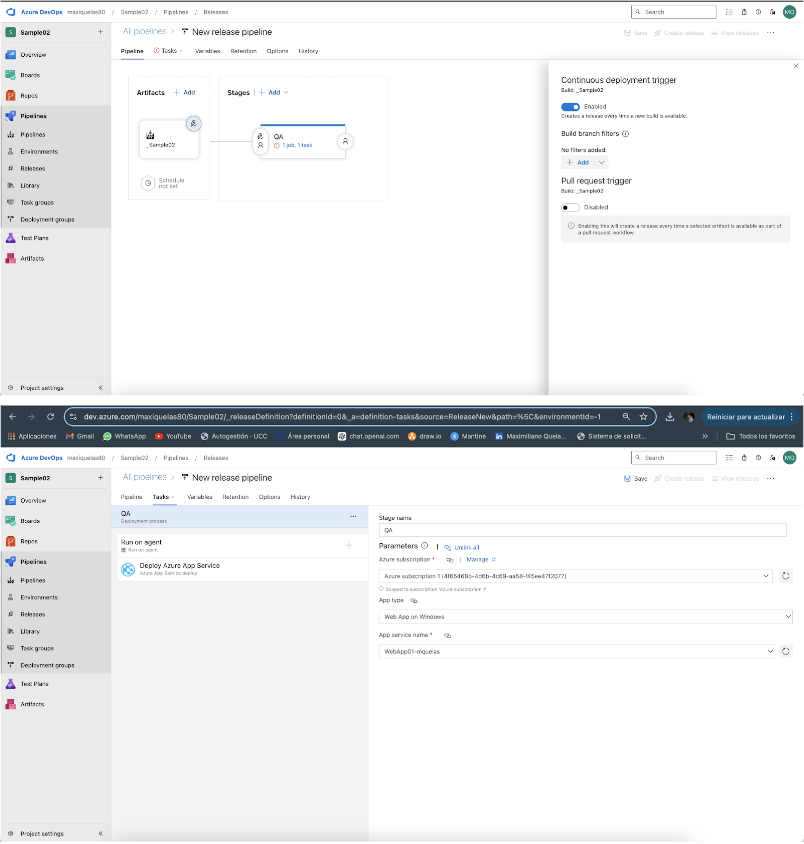 Azure DevOps maxiquelas80 / Sample02 / Pipelines / Releases Search MQ
S Sample02 +
Overview
Boards
Repos
Pipelines
Pipelines
Environments
Releases
Library
Task groups
Deployment groups
Test Plans
Artifacts
Project settings «
All pipelines > New release pipeline
Save Create release View releases ...
Pipeline Tasks Variables Retention Options History
Artifacts | + Add
_Sample02
Schedule
not set
Stages | + Add
QA
1 job, 1 task
Continuous deployment trigger
Build: _Sample02
Enabled
Creates a release every time a new build is available.
Build branch filters
No filters added.
+ Add
Pull request trigger
Build: _Sample02
Disabled
Enabling this will create a release every time a selected artifact is available as part of
a pull request workflow
dev.azure.com/maxiquelas80/Sample02/_releaseDefinition?definitionId=0&_a=definition-tasks&source=ReleaseNew&path=%5C&environmentId=-1 Reiniciar para actualizar
Aplicaciones Gmail WhatsApp YouTube Autogestión - UCC Área personal chat.openai.com draw.io Mantine Maximiliano Quela... Sistema de solicit... » Todos los favoritos
Azure DevOps maxiquelas80 / Sample02 / Pipelines / Releases Search MQ
S Sample02 +
Overview
Boards
Repos
Pipelines
Pipelines
Environments
Releases
Library
Task groups
Deployment groups
Test Plans
Artifacts
Project settings «
All pipelines > New release pipeline
Save Create release View releases ...
Pipeline Tasks Variables Retention Options History
QA
Deployment process
...
Run on agent
Run on agent
+
Deploy Azure App Service
Azure App Service deploy
Stage name
QA
Parameters | Unlink all
Azure subscription * | Manage
Azure subscription 1 (4f65468b-4d6b-4c69-aa58-f45ee47f2077)
Scoped to subscription 'Azure subscription 1'
App type
Web App on Windows
App service name *
WebApp01-mquelas